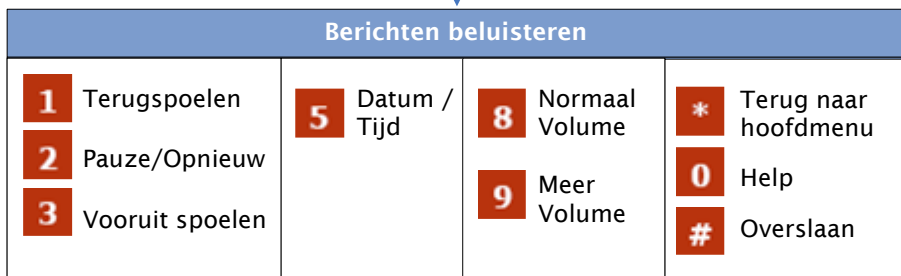 Berichten beluisteren
1 Terugspoelen
2 Pauze/Opnieuw
3 Vooruit spoelen
5 Datum /
Tijd
8 Normaal
Volume
9 Meer
Volume
* Terug naar
hoofdmenu
0 Help
# Overslaan